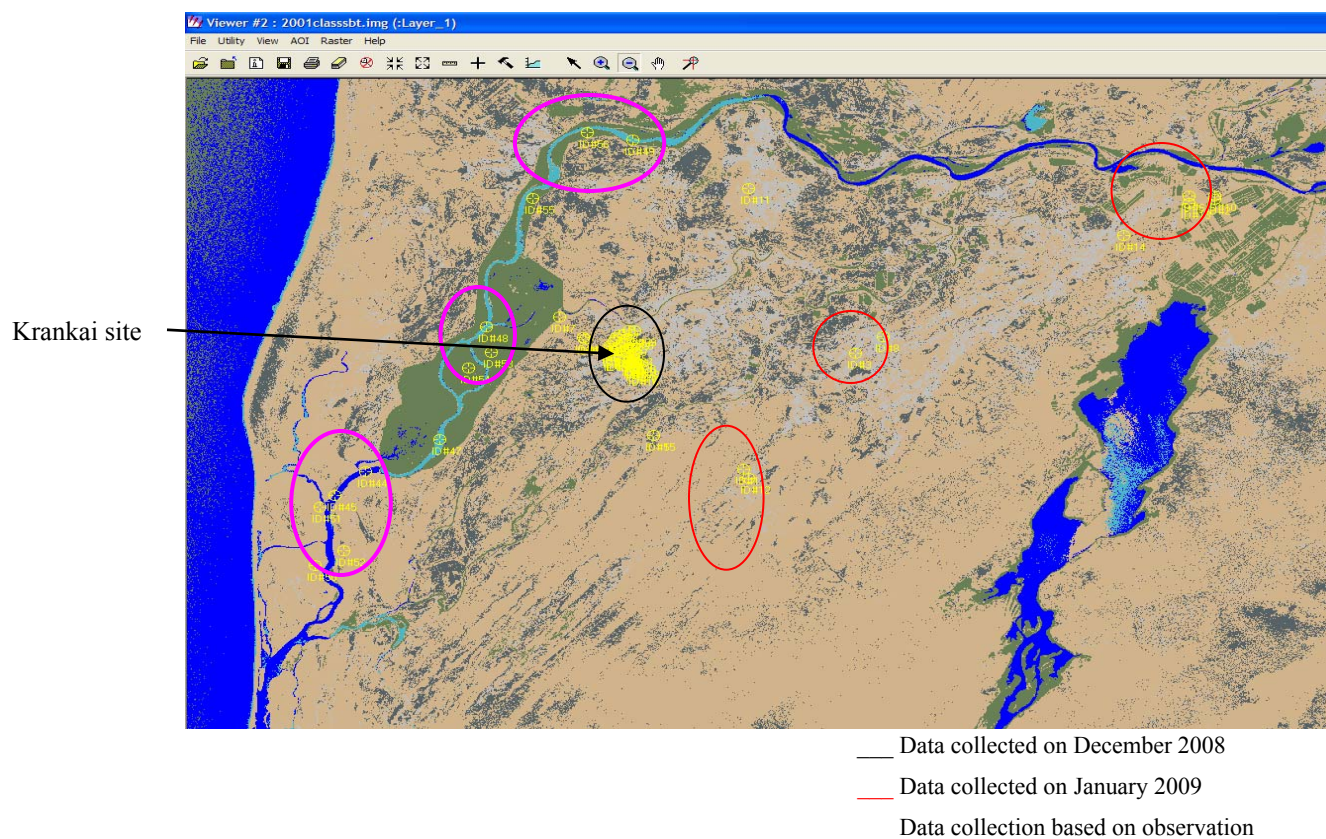 Viewer #2 : 2001classsbt.img (:Layer_1)
File Utility View AOI Raster Help
ID#56
ID#55
ID#11
ID#14
ID#48
Krankai site
ID#47
ID#44
ID#45
ID#51
ID#52
___ Data collected on December 2008
___ Data collected on January 2009
Data collection based on observation